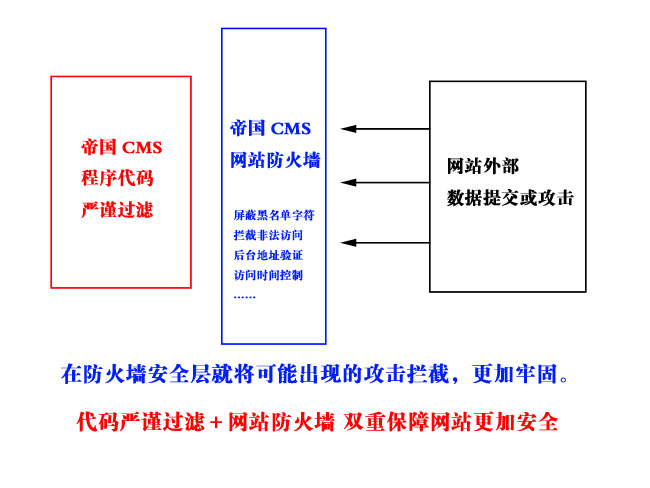 帝国 CMS
程序代码
严谨过滤
帝国 CMS
网站防火墙
屏蔽黑名单字符
拦截非法访问
后台地址验证
访问时间控制
······
网站外部
数据提交或攻击
在防火墙安全层就将可能出现的攻击拦截，更加牢固。
代码严谨过滤 + 网站防火墙 双重保障网站更加安全